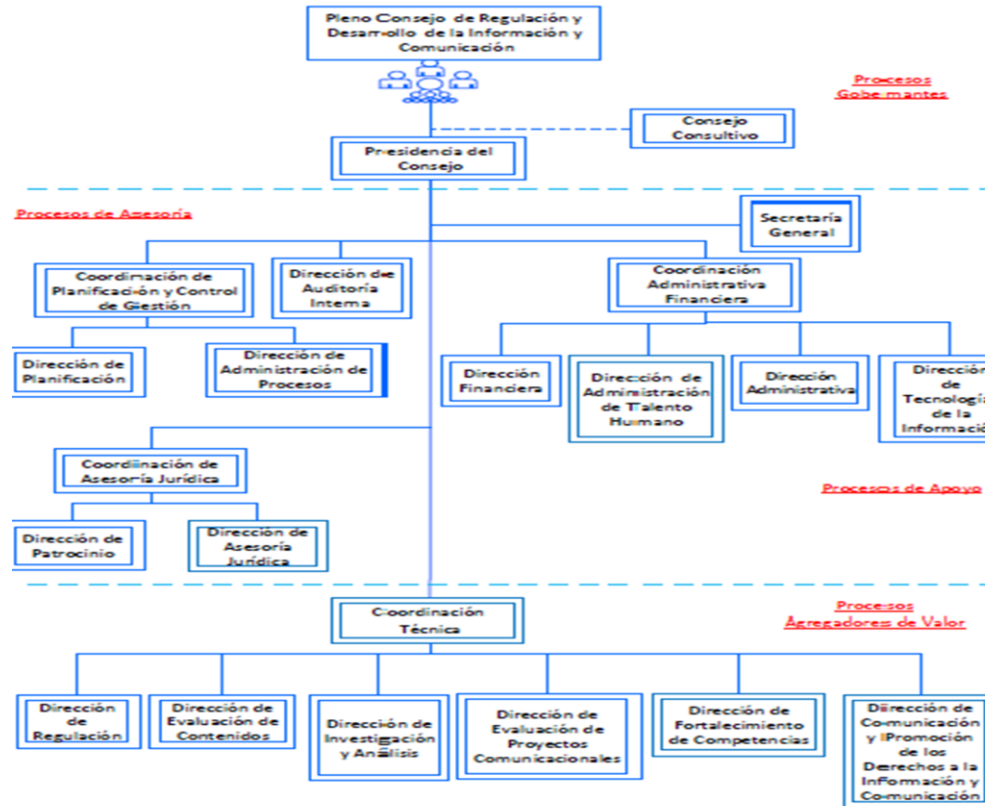 Pleno Consejo de Regulación y
Desarrollo de la Información y
Comunicación
Procesos
Gobernantes
Consejo
Consultivo
Presidencia del
Consejo
Procesos de Asesoría
Secretaría
General
Coordinación de
Planificación y Control
de Gestión
Dirección de
Auditoría
Interna
Coordinación
Administrativa
Financiera
Dirección de
Planificación
Dirección de
Administración de
Procesos
Dirección
Financiera
Dirección de
Administración
de Talento
Humano
Dirección
Administrativa
Dirección
de
Tecnología
de la
Informació
Coordinación de
Asesoría Jurídica
Procesos de Apoyo
Dirección de
Patrocinio
Dirección de
Asesoría
Jurídica
Coordinación
Técnica
Procesos
Agregadores de Valor
Dirección
de
Regulación
Dirección de
Evaluación de
Contenidos
Dirección de
Investigación
y Análisis
Dirección de
Evaluación de
Proyectos
Comunicacionales
Dirección de
Fortalecimiento
de Competencias
Dirección de
Comunicación
y Promoción
de los
Derechos a la
Información y
Comunicación